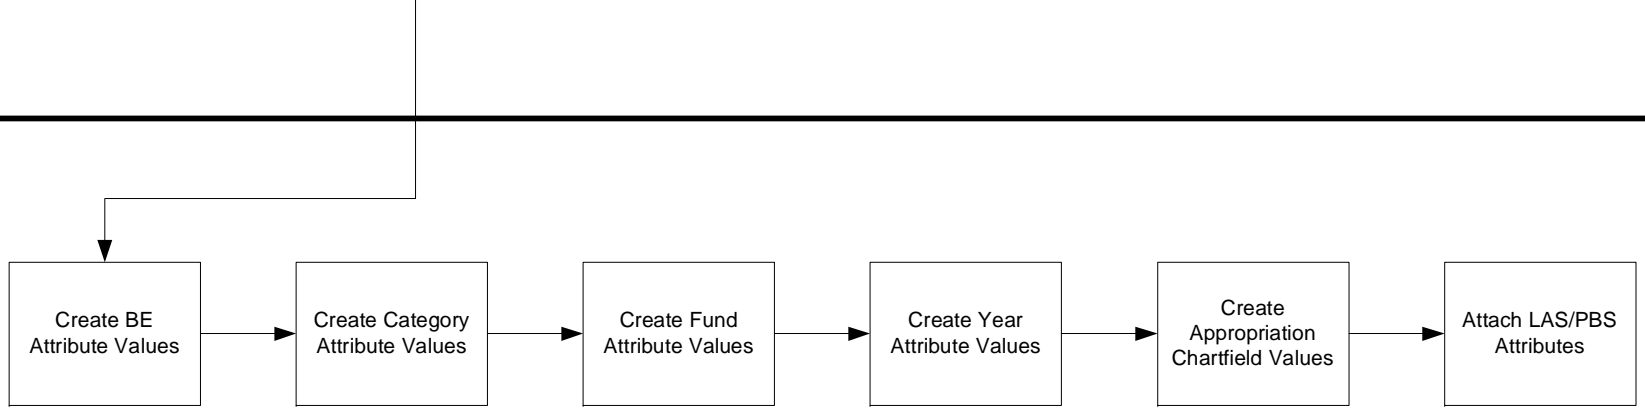 Create BE
Attribute Values
Create Category
Attribute Values
Create Fund
Attribute Values
Create Year
Attribute Values
Create
Appropriation
Chartfield Values
Attach LAS/PBS
Attributes